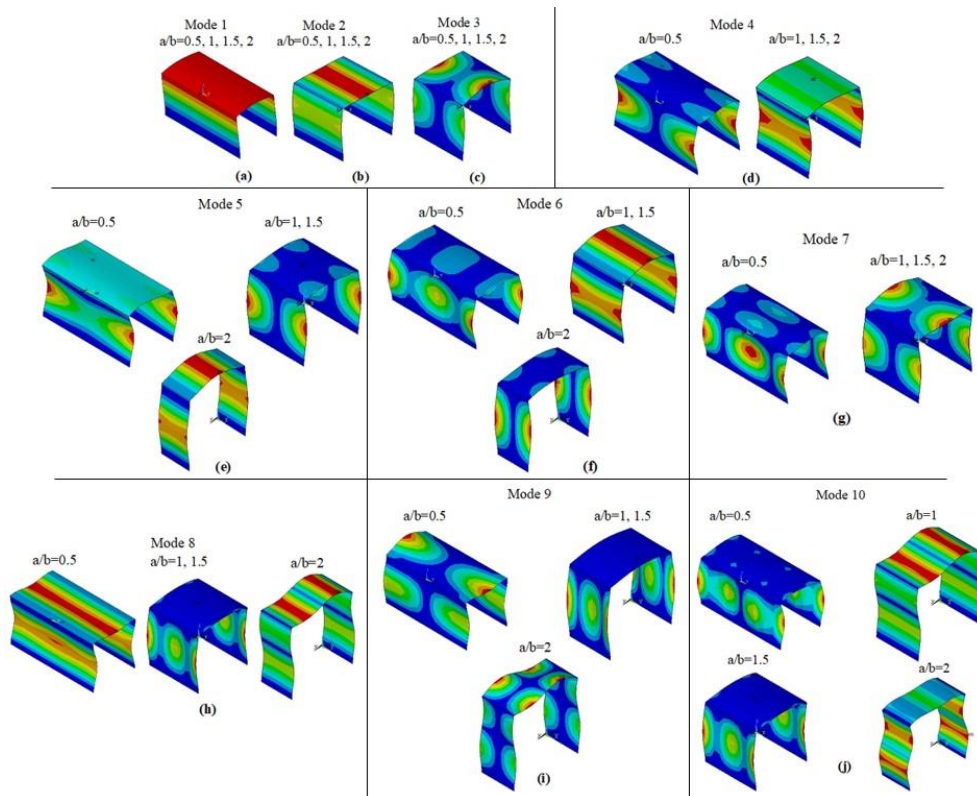 Mode 1
a/b=0.5, 1, 1.5, 2
Mode 2
a/b=0.5, 1, 1.5, 2
Mode 3
a/b=0.5, 1, 1.5, 2
(a)
(b)
(c)
Mode 4
a/b=0.5
a/b=1, 1.5, 2
(d)
Mode 5
a/b=0.5
a/b=1, 1.5
a/b=2
(e)
Mode 6
a/b=0.5
a/b=1, 1.5
a/b=2
(f)
Mode 7
a/b=0.5
a/b=1, 1.5, 2
(g)
Mode 8
a/b=0.5
a/b=1, 1.5
a/b=2
(h)
Mode 9
a/b=0.5
a/b=1, 1.5
a/b=2
(i)
Mode 10
a/b=0.5
a/b=1
a/b=1.5
a/b=2
(j)